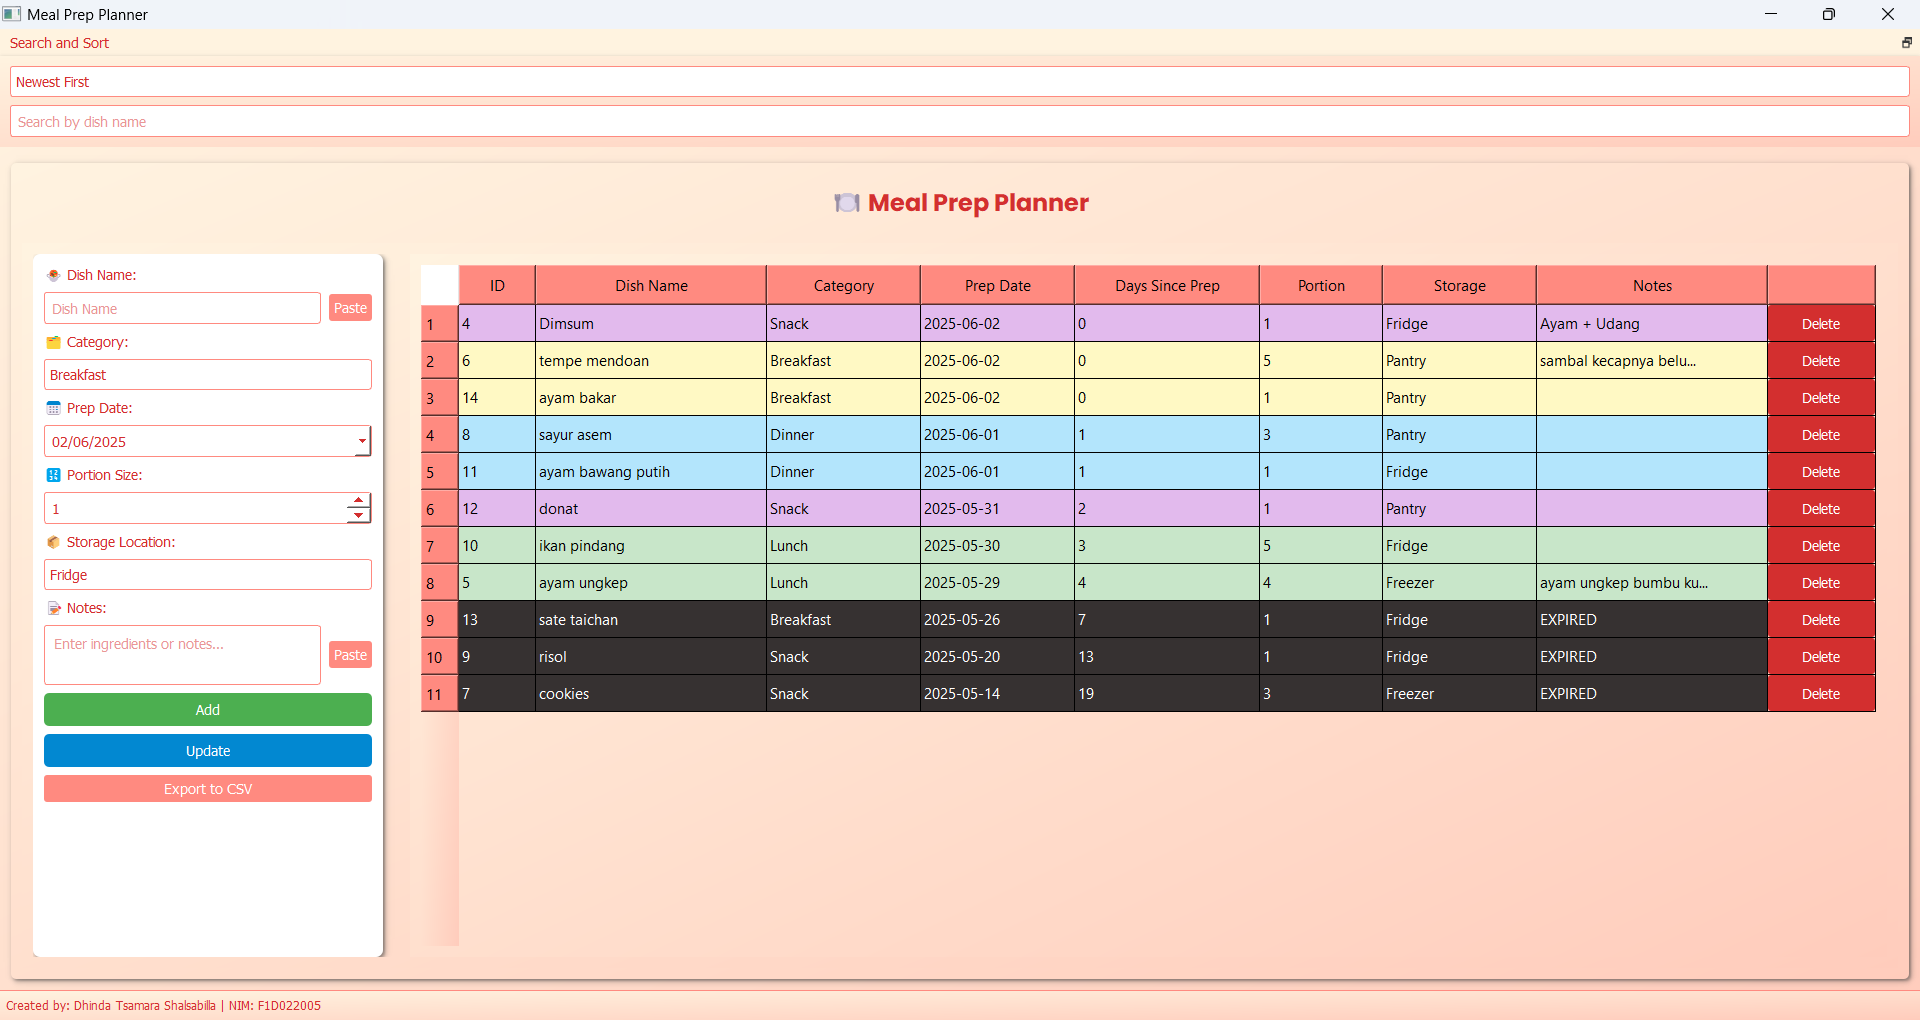 Meal Prep Planner
Search and Sort
Newest First
Search by dish name
Meal Prep Planner
Dish Name:
Dish Name Paste
Category:
Breakfast
Prep Date:
02/06/2025
Portion Size:
1
Storage Location:
Fridge
Notes:
Enter ingredients or notes... Paste
Add
Update
Export to CSV
ID Dish Name Category Prep Date Days Since Prep Portion Storage Notes
1 4 Dimsum Snack 2025-06-02 0 1 Fridge Ayam + Udang Delete
2 6 tempe mendoan Breakfast 2025-06-02 0 5 Pantry sambal kecapnya belu... Delete
3 14 ayam bakar Breakfast 2025-06-02 0 1 Pantry Delete
4 8 sayur asem Dinner 2025-06-01 1 3 Pantry Delete
5 11 ayam bawang putih Dinner 2025-06-01 1 1 Fridge Delete
6 12 donat Snack 2025-05-31 2 1 Pantry Delete
7 10 ikan pindang Lunch 2025-05-30 3 5 Fridge Delete
8 5 ayam ungkep Lunch 2025-05-29 4 4 Freezer ayam ungkep bumbu ku... Delete
9 13 sate taichan Breakfast 2025-05-26 7 1 Fridge EXPIRED Delete
10 9 risol Snack 2025-05-20 13 1 Fridge EXPIRED Delete
11 7 cookies Snack 2025-05-14 19 3 Freezer EXPIRED Delete
Created by: Dhinda Tsamara Shalsabilla | NIM: F1D022005